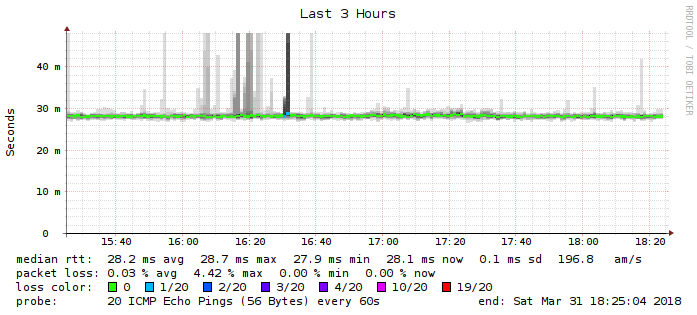 Last 3 Hours
RRDTOOL / TOBI OETIKER
Seconds
40 m
30 m
20 m
10 m
0
15:40 16:00 16:20 16:40 17:00 17:20 17:40 18:00 18:20
median rtt: 28.2 ms avg 28.7 ms max 27.9 ms min 28.1 ms now 0.1 ms sd 196.8 am/s
packet loss: 0.03 % avg 4.42 % max 0.00 % min 0.00 % now
loss color: 0 1/20 2/20 3/20 4/20 10/20 19/20
probe: 20 ICMP Echo Pings (56 Bytes) every 60s end: Sat Mar 31 18:25:04 2018